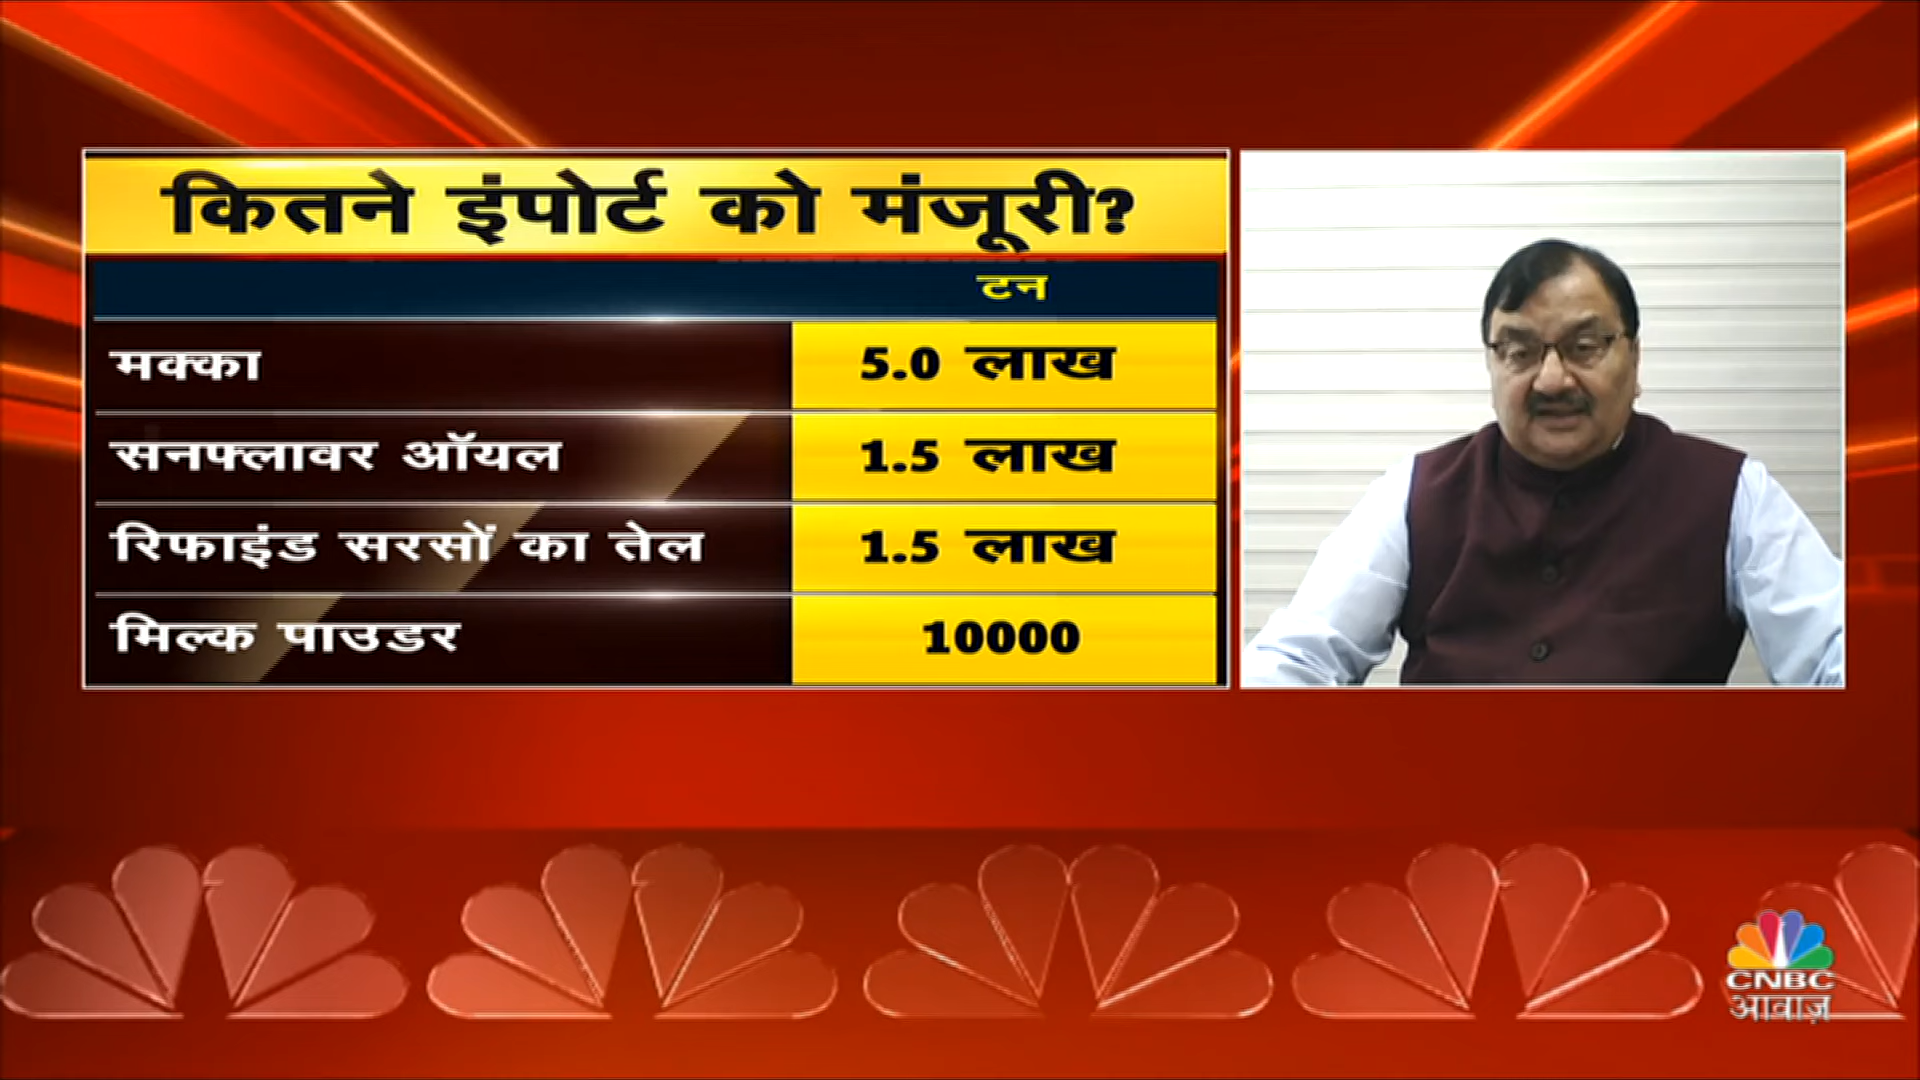 कितने इंपोर्ट को मंजूरी?
टन
मक्का 5.0 लाख
सनफ्लावर ऑयल 1.5 लाख
रिफाइंड सरसों का तेल 1.5 लाख
मिल्क पाउडर 10000
CNBC
आवाज़